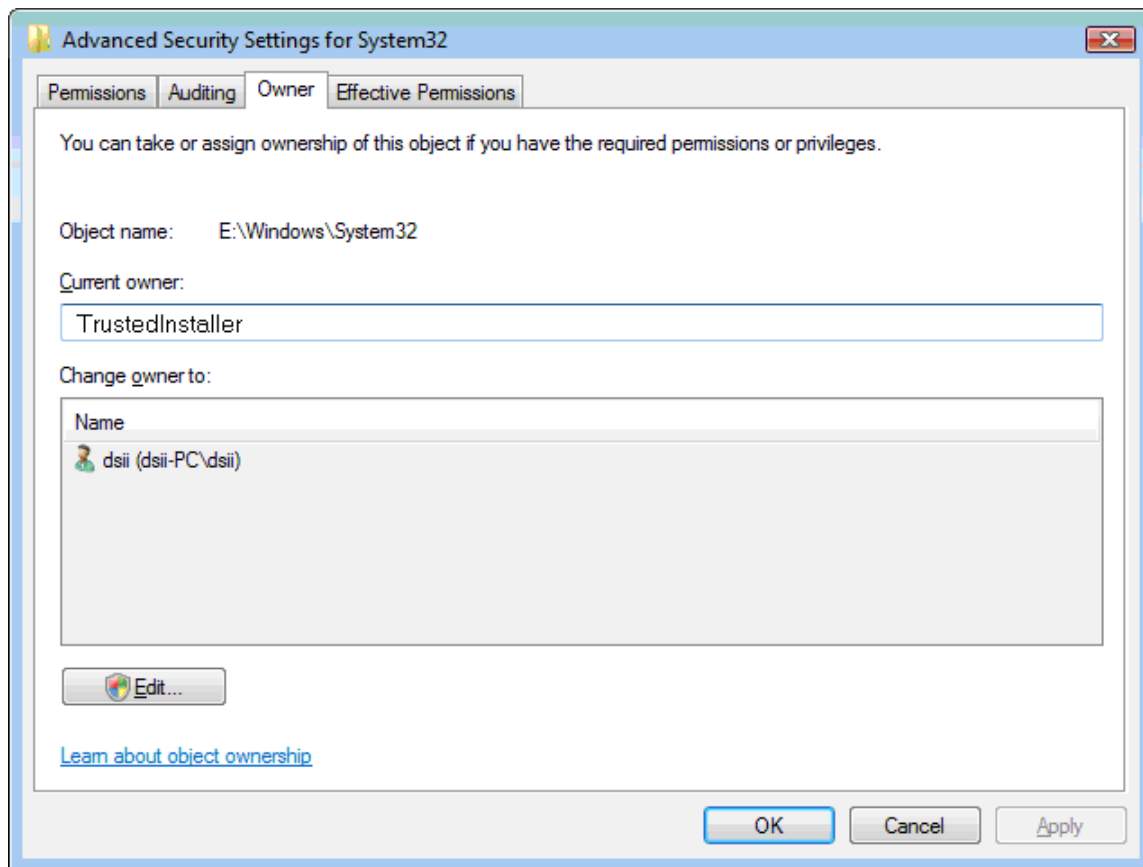 Advanced Security Settings for System32
Permissions Auditing Owner Effective Permissions
You can take or assign ownership of this object if you have the required permissions or privileges.
Object name: E:\Windows\System32
Current owner:
TrustedInstaller
Change owner to:
Name
dsii (dsii-PC\dsii)
Edit...
Learn about object ownership
OK Cancel Apply